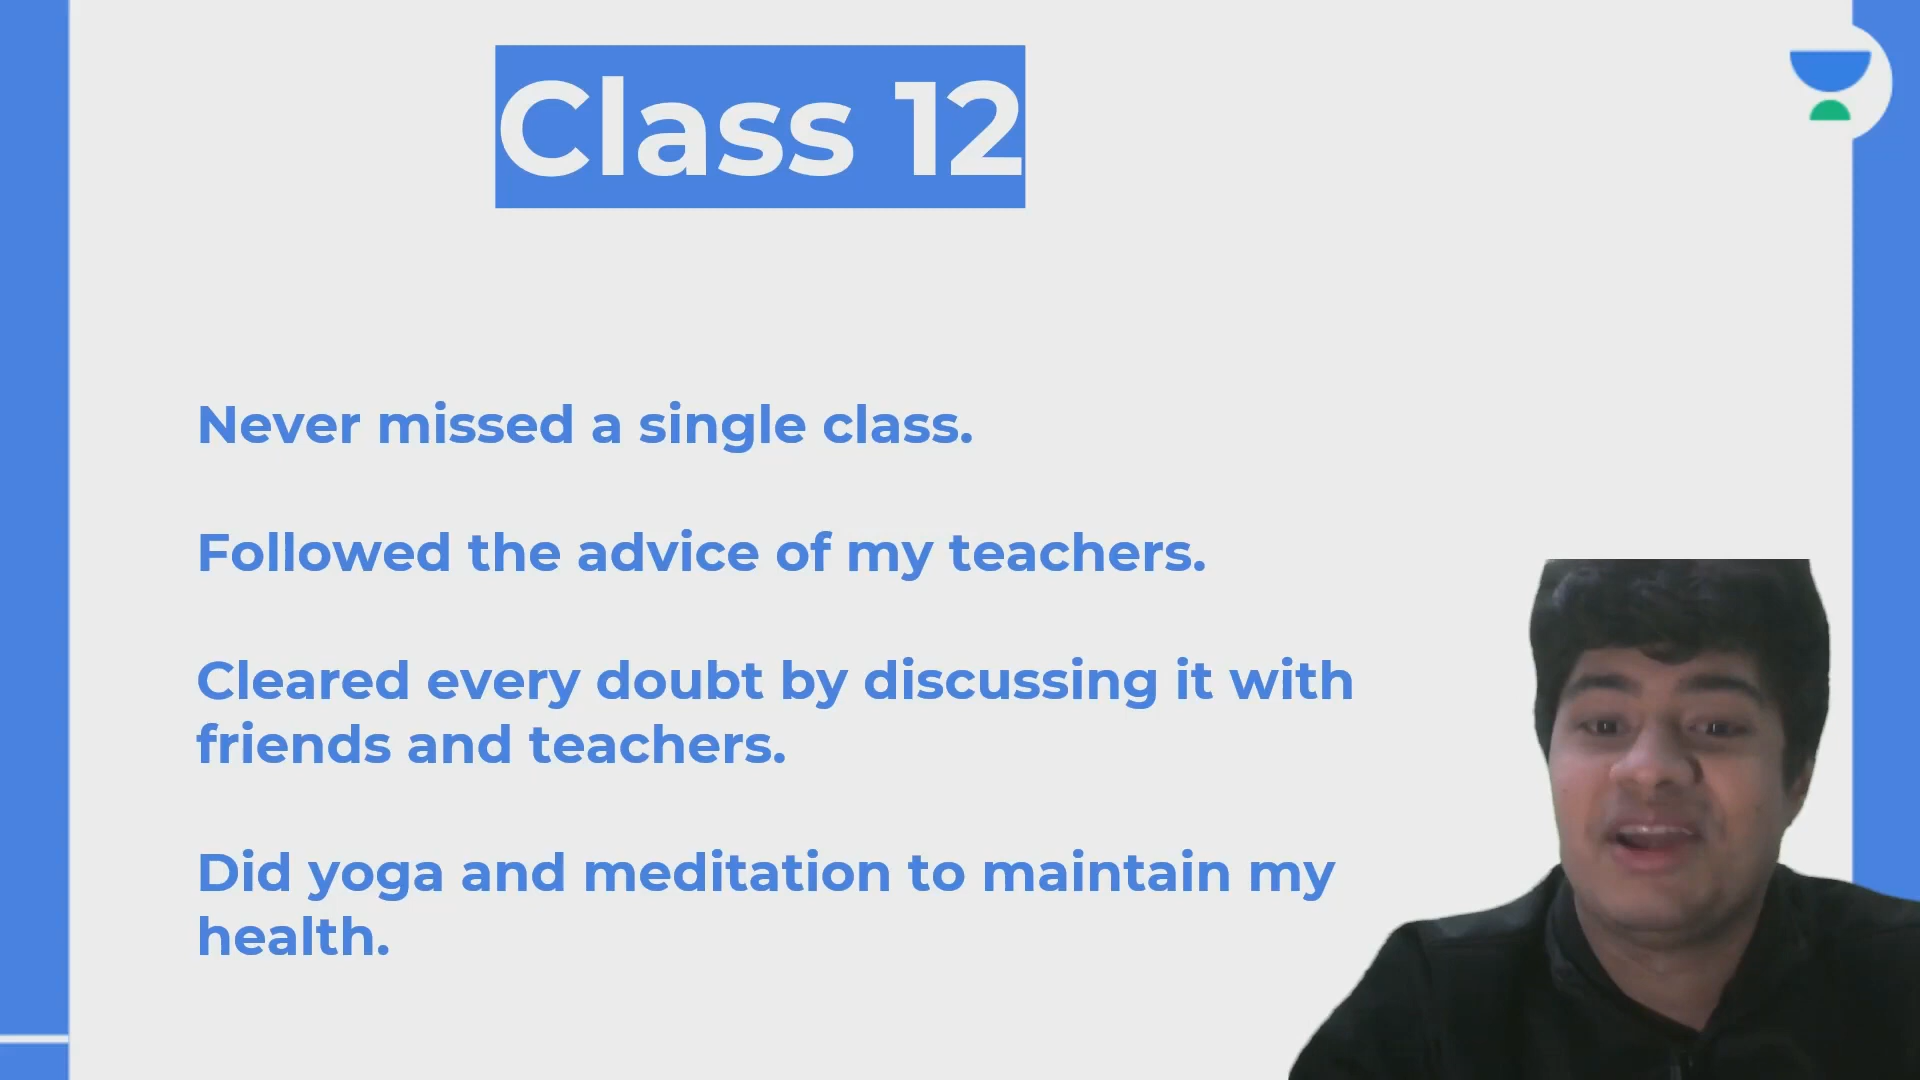 Class 12
Never missed a single class.
Followed the advice of my teachers.
Cleared every doubt by discussing it with
friends and teachers.
Did yoga and meditation to maintain my
health.